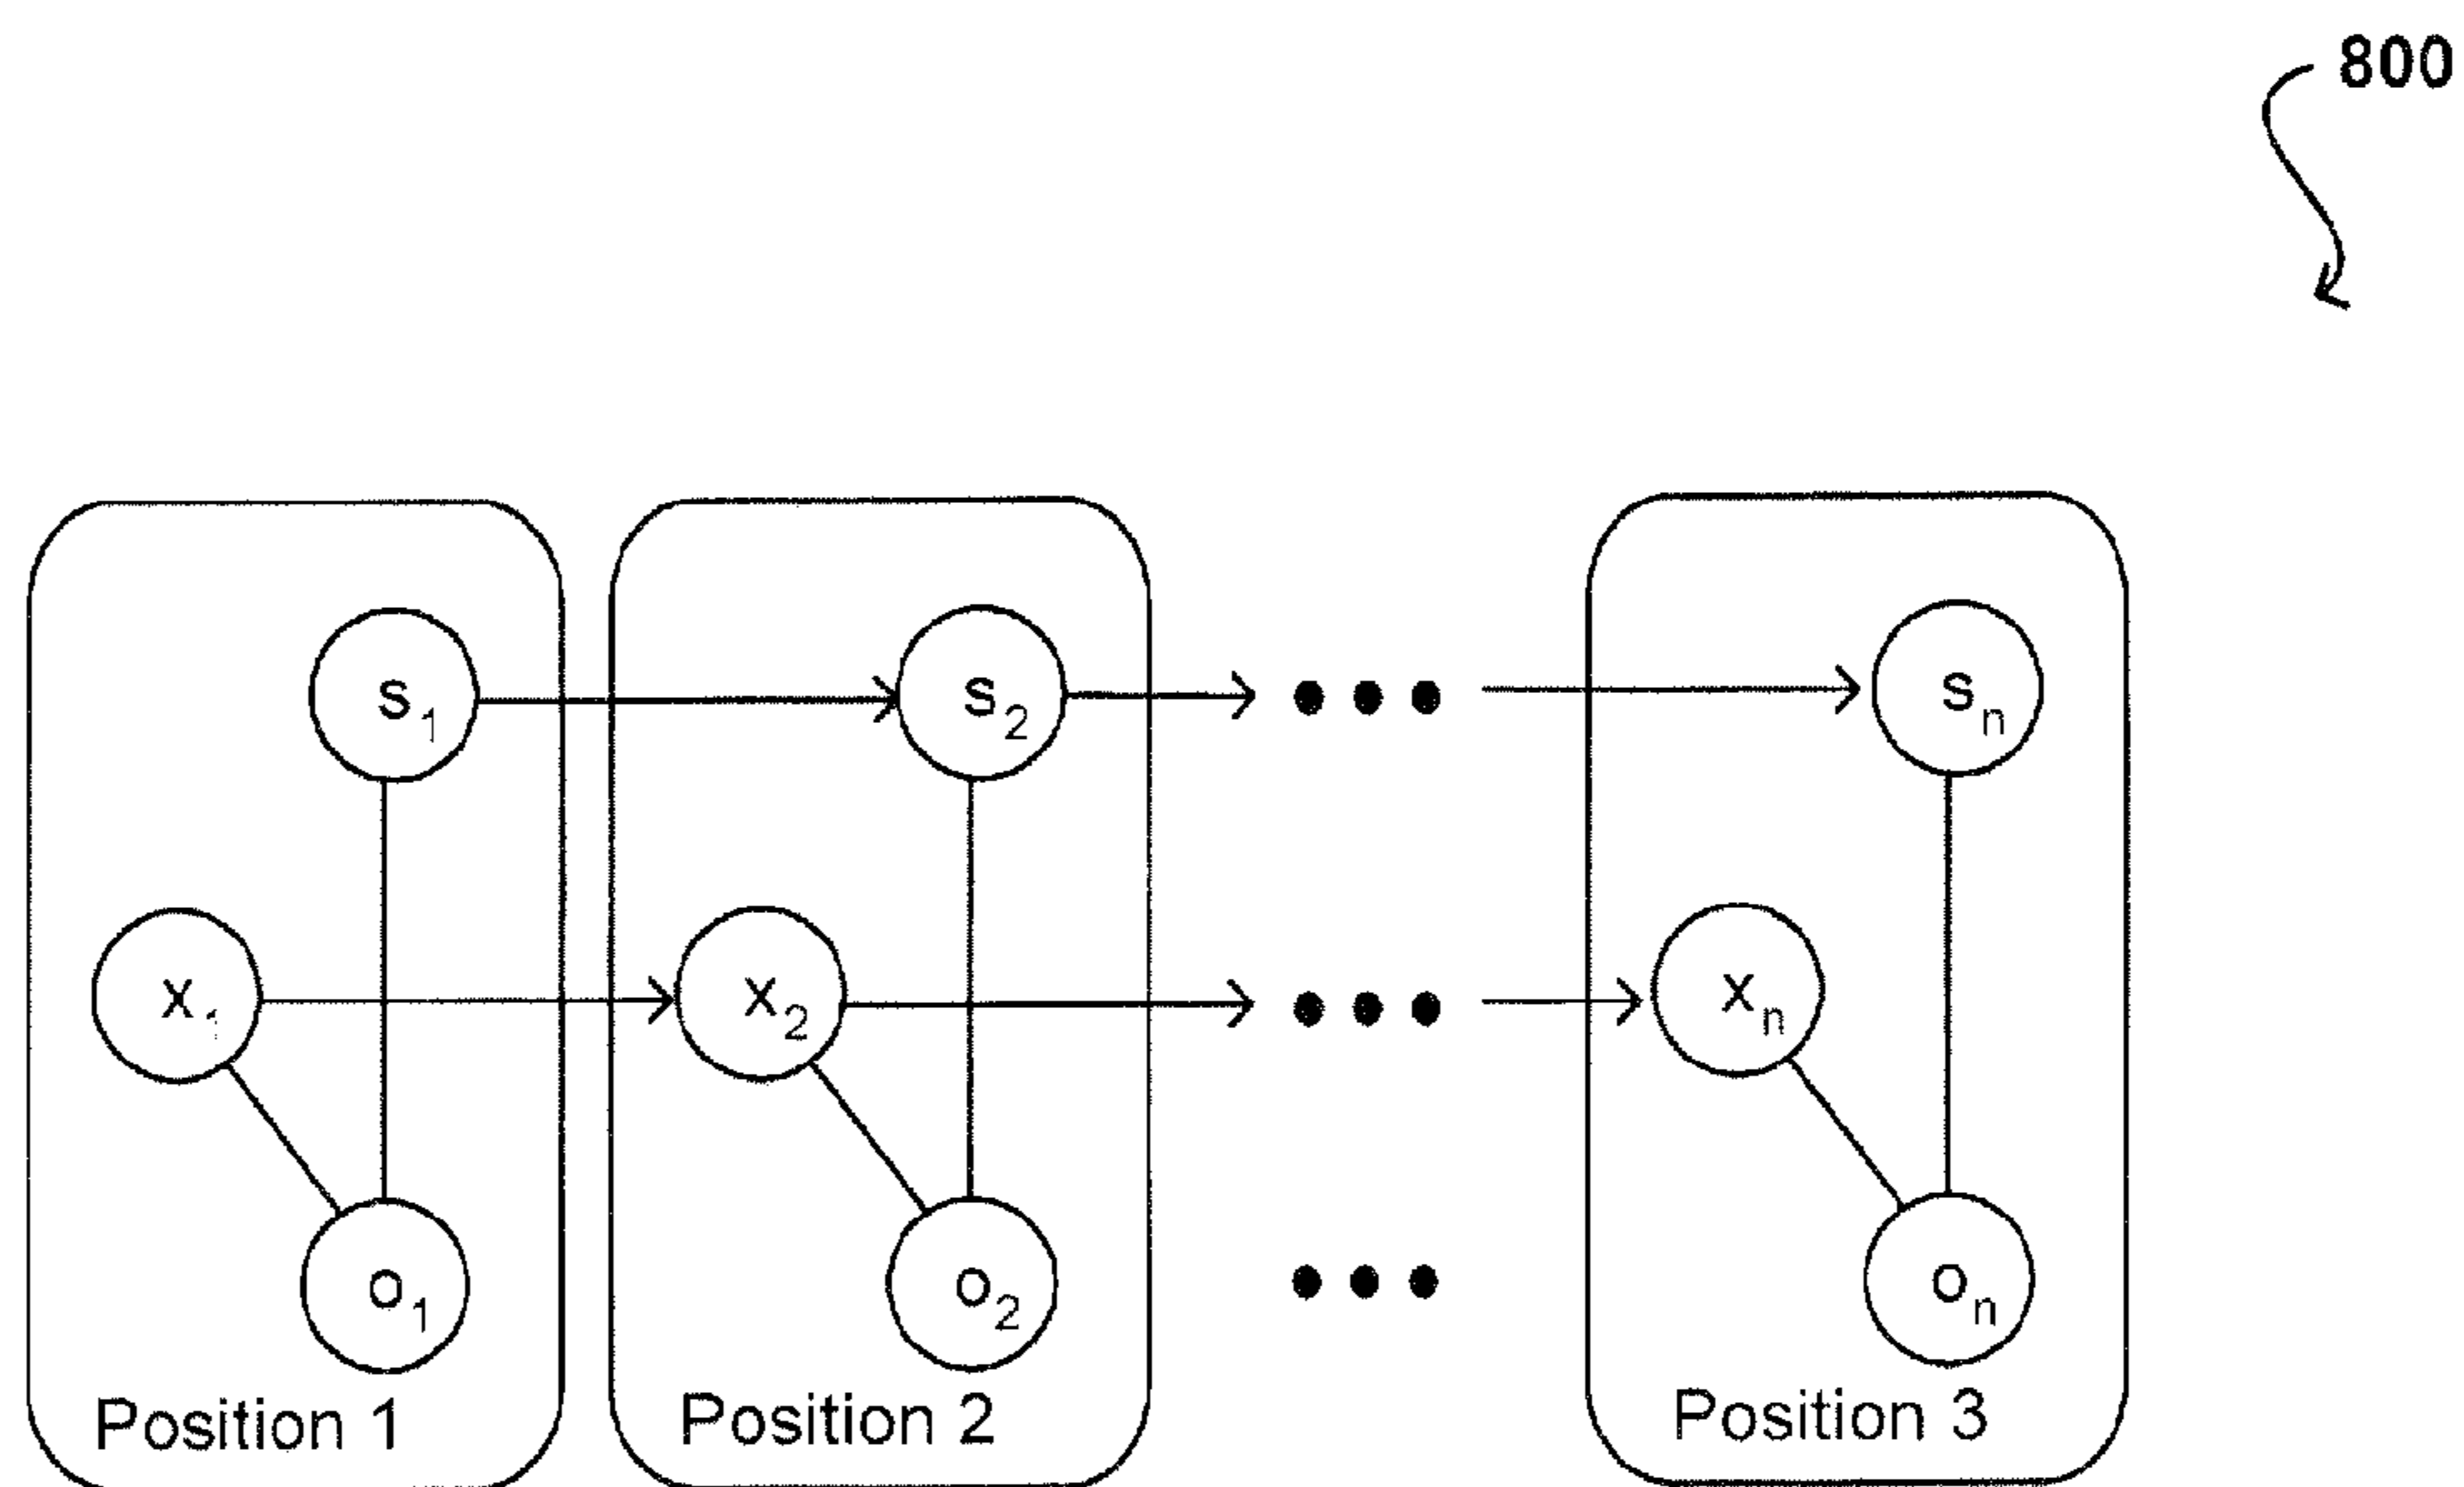 800
s1
s2
sn
x1
x2
xn
o1
o2
on
Position 1
Position 2
Position 3